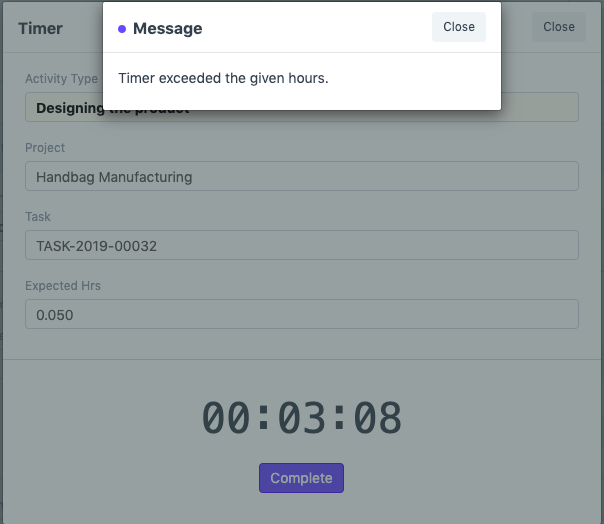 Timer
Message
Close
Close
Timer exceeded the given hours.
Activity Type
Designing the product
Project
Handbag Manufacturing
Task
TASK-2019-00032
Expected Hrs
0.050
00:03:08
Complete